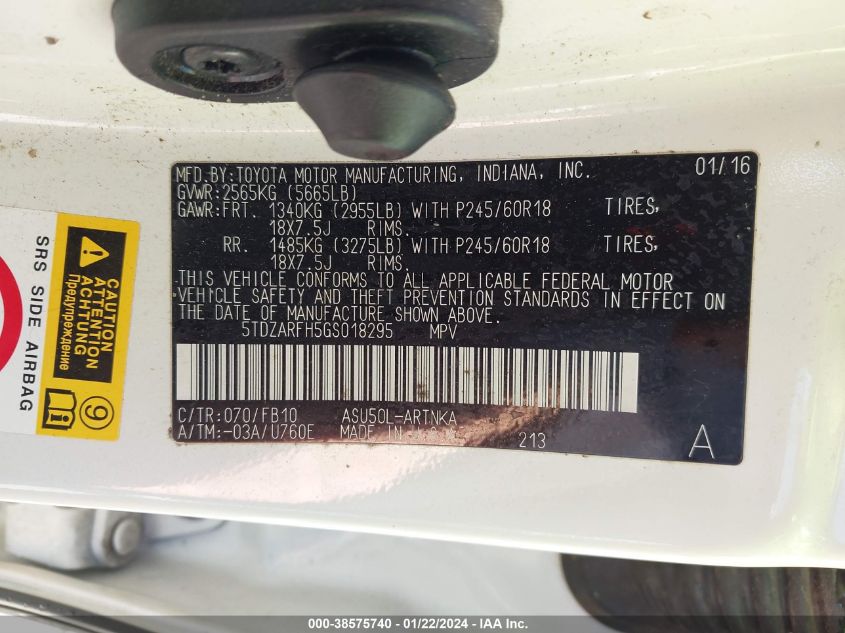 MFD.BY:TOYOTA MOTOR MANUFACTURING, INDIANA, INC. 01/16
GVWR:2565KG (5665LB)
GAWR:FRT. 1340KG (2955LB) WITH P245/60R18 TIRES,
18X7.5J RIMS.
RR. 1485KG (3275LB) WITH P245/60R18 TIRES,
18X7.5J RIMS.
THIS VEHICLE CONFORMS TO ALL APPLICABLE FEDERAL MOTOR
VEHICLE SAFETY AND THEFT PREVENTION STANDARDS IN EFFECT ON
THE DATE OF MANUFACTURE SHOWN ABOVE.
5TDZARFH5GS018295 MPV
C/TR:070/FB10 ASU50L-ARTNKA
A/TM:-03A/U760E MADE IN U.S.A. 213 A
SRS SIDE AIRBAG
CAUTION
ATTENTION
ACHTUNG
Предупреждение
i 9
000-38575740 - 01/22/2024 - IAA Inc.